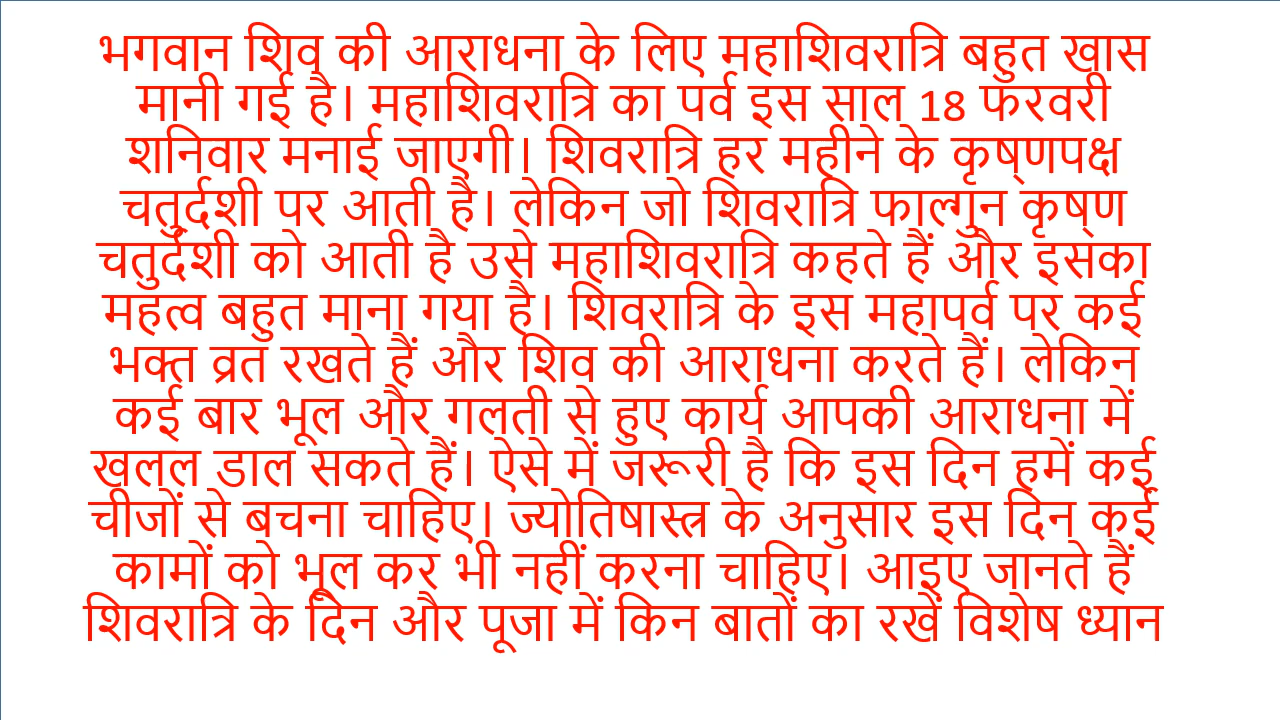 भगवान शिव की आराधना के लिए महाशिवरात्रि बहुत खास
मानी गई है। महाशिवरात्रि का पर्व इस साल 18 फरवरी
शनिवार मनाई जाएगी। शिवरात्रि हर महीने के कृष्णपक्ष
चतुर्दशी पर आती है। लेकिन जो शिवरात्रि फाल्गुन कृष्ण
चतुर्दशी को आती है उसे महाशिवरात्रि कहते हैं और इसका
महत्व बहुत माना गया है। शिवरात्रि के इस महापर्व पर कई
भक्त व्रत रखते हैं और शिव की आराधना करते हैं। लेकिन
कई बार भूल और गलती से हुए कार्य आपकी आराधना में
खलल डाल सकते हैं। ऐसे में जरूरी है कि इस दिन हमें कई
चीजों से बचना चाहिए। ज्योतिषास्त्र के अनुसार इस दिन कई
कामों को भूल कर भी नहीं करना चाहिए। आइए जानते हैं
शिवरात्रि के दिन और पूजा में किन बातों का रखें विशेष ध्यान